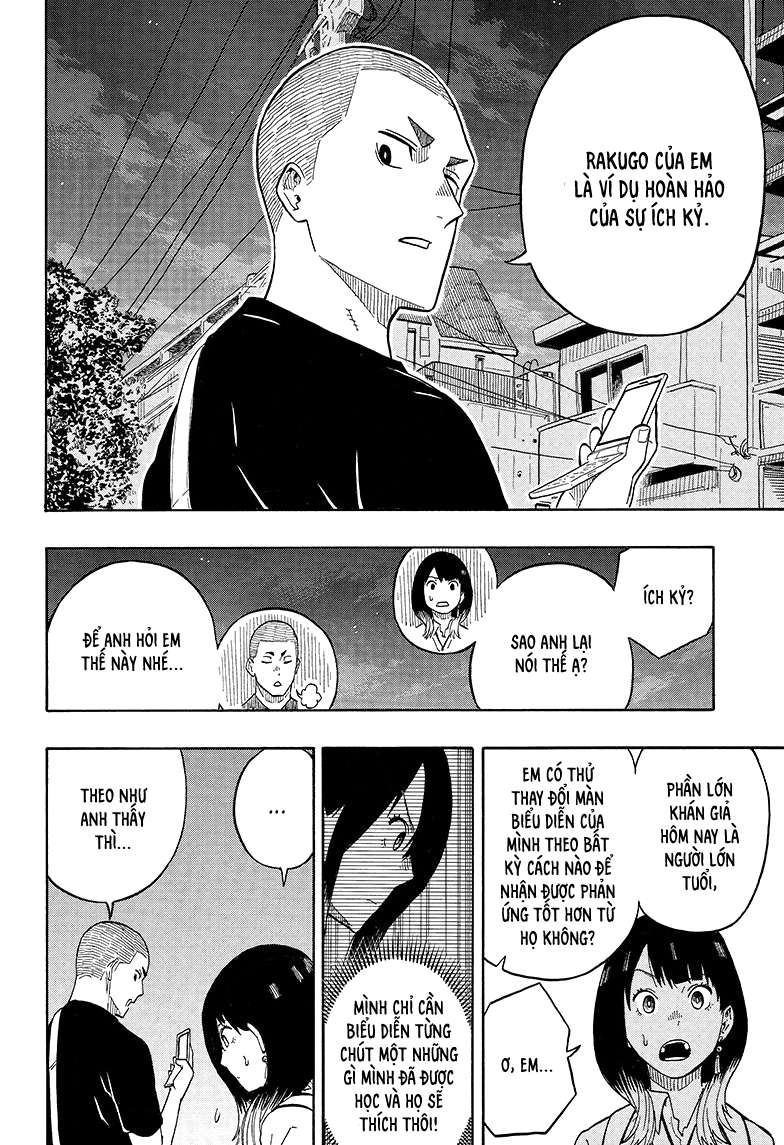 RAKUGO CỦA EM
LÀ VÍ DỤ HOÀN HẢO
CỦA SỰ ÍCH KỶ.
ÍCH KỶ?
SAO ANH LẠI
NÓI THẾ Ạ?
ĐỂ ANH HỎI EM
THẾ NÀY NHÉ...
PHẦN LỚN
KHÁN GIẢ
HÔM NAY LÀ
NGƯỜI LỚN
TUỔI,
EM CÓ THỬ
THAY ĐỔI MÀN
BIỂU DIỄN CỦA
MÌNH THEO BẤT
KỲ CÁCH NÀO ĐỂ
NHẬN ĐƯỢC PHẢN
ỨNG TỐT HƠN TỪ
HỌ KHÔNG?
Ơ, EM...
MÌNH CHỈ CẦN
BIỂU DIỄN TỪNG
CHÚT MỘT NHỮNG
GÌ MÌNH ĐÃ ĐƯỢC
HỌC VÀ HỌ SẼ
THÍCH THÔI!
...
THEO NHƯ
ANH THẤY
THÌ...